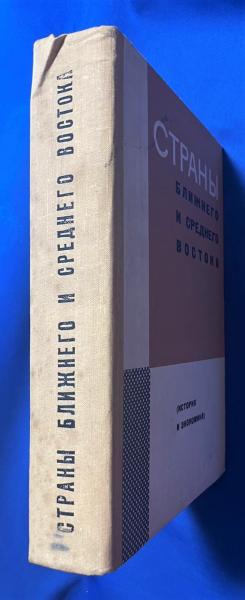 СТРАНЫ БЛИЖНЕГО И СРЕДНЕГО ВОСТОКА
СТРАНЫ
БЛИЖНЕГО
И СРЕДНЕГО
ВОСТОКА
(ИСТОРИЯ
И ЭКОНОМИКА)